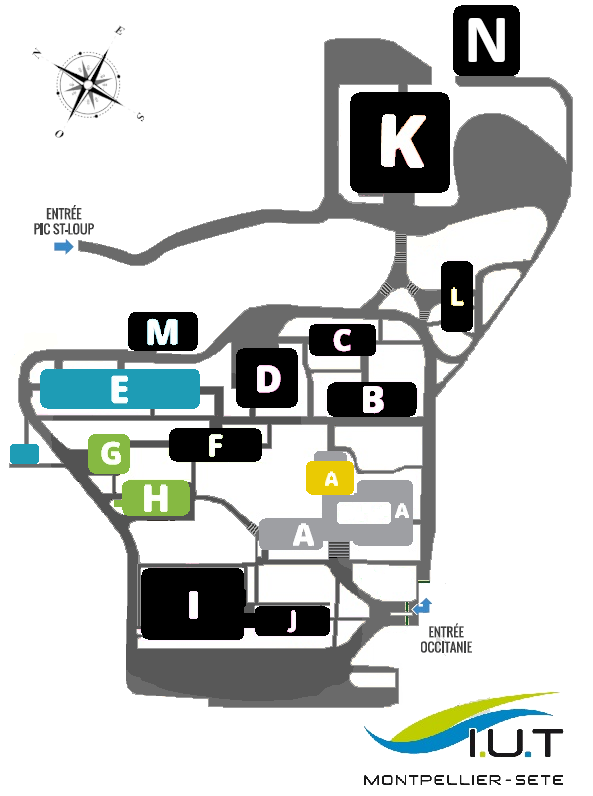 N
E
N
K
O
S
ENTRÉE
PIC ST-LOUP
L
M
C
D
E
B
F
G
A
H
A
A
I
J
ENTRÉE
OCCITANIE
I.U.T
MONTPELLIER-SETE